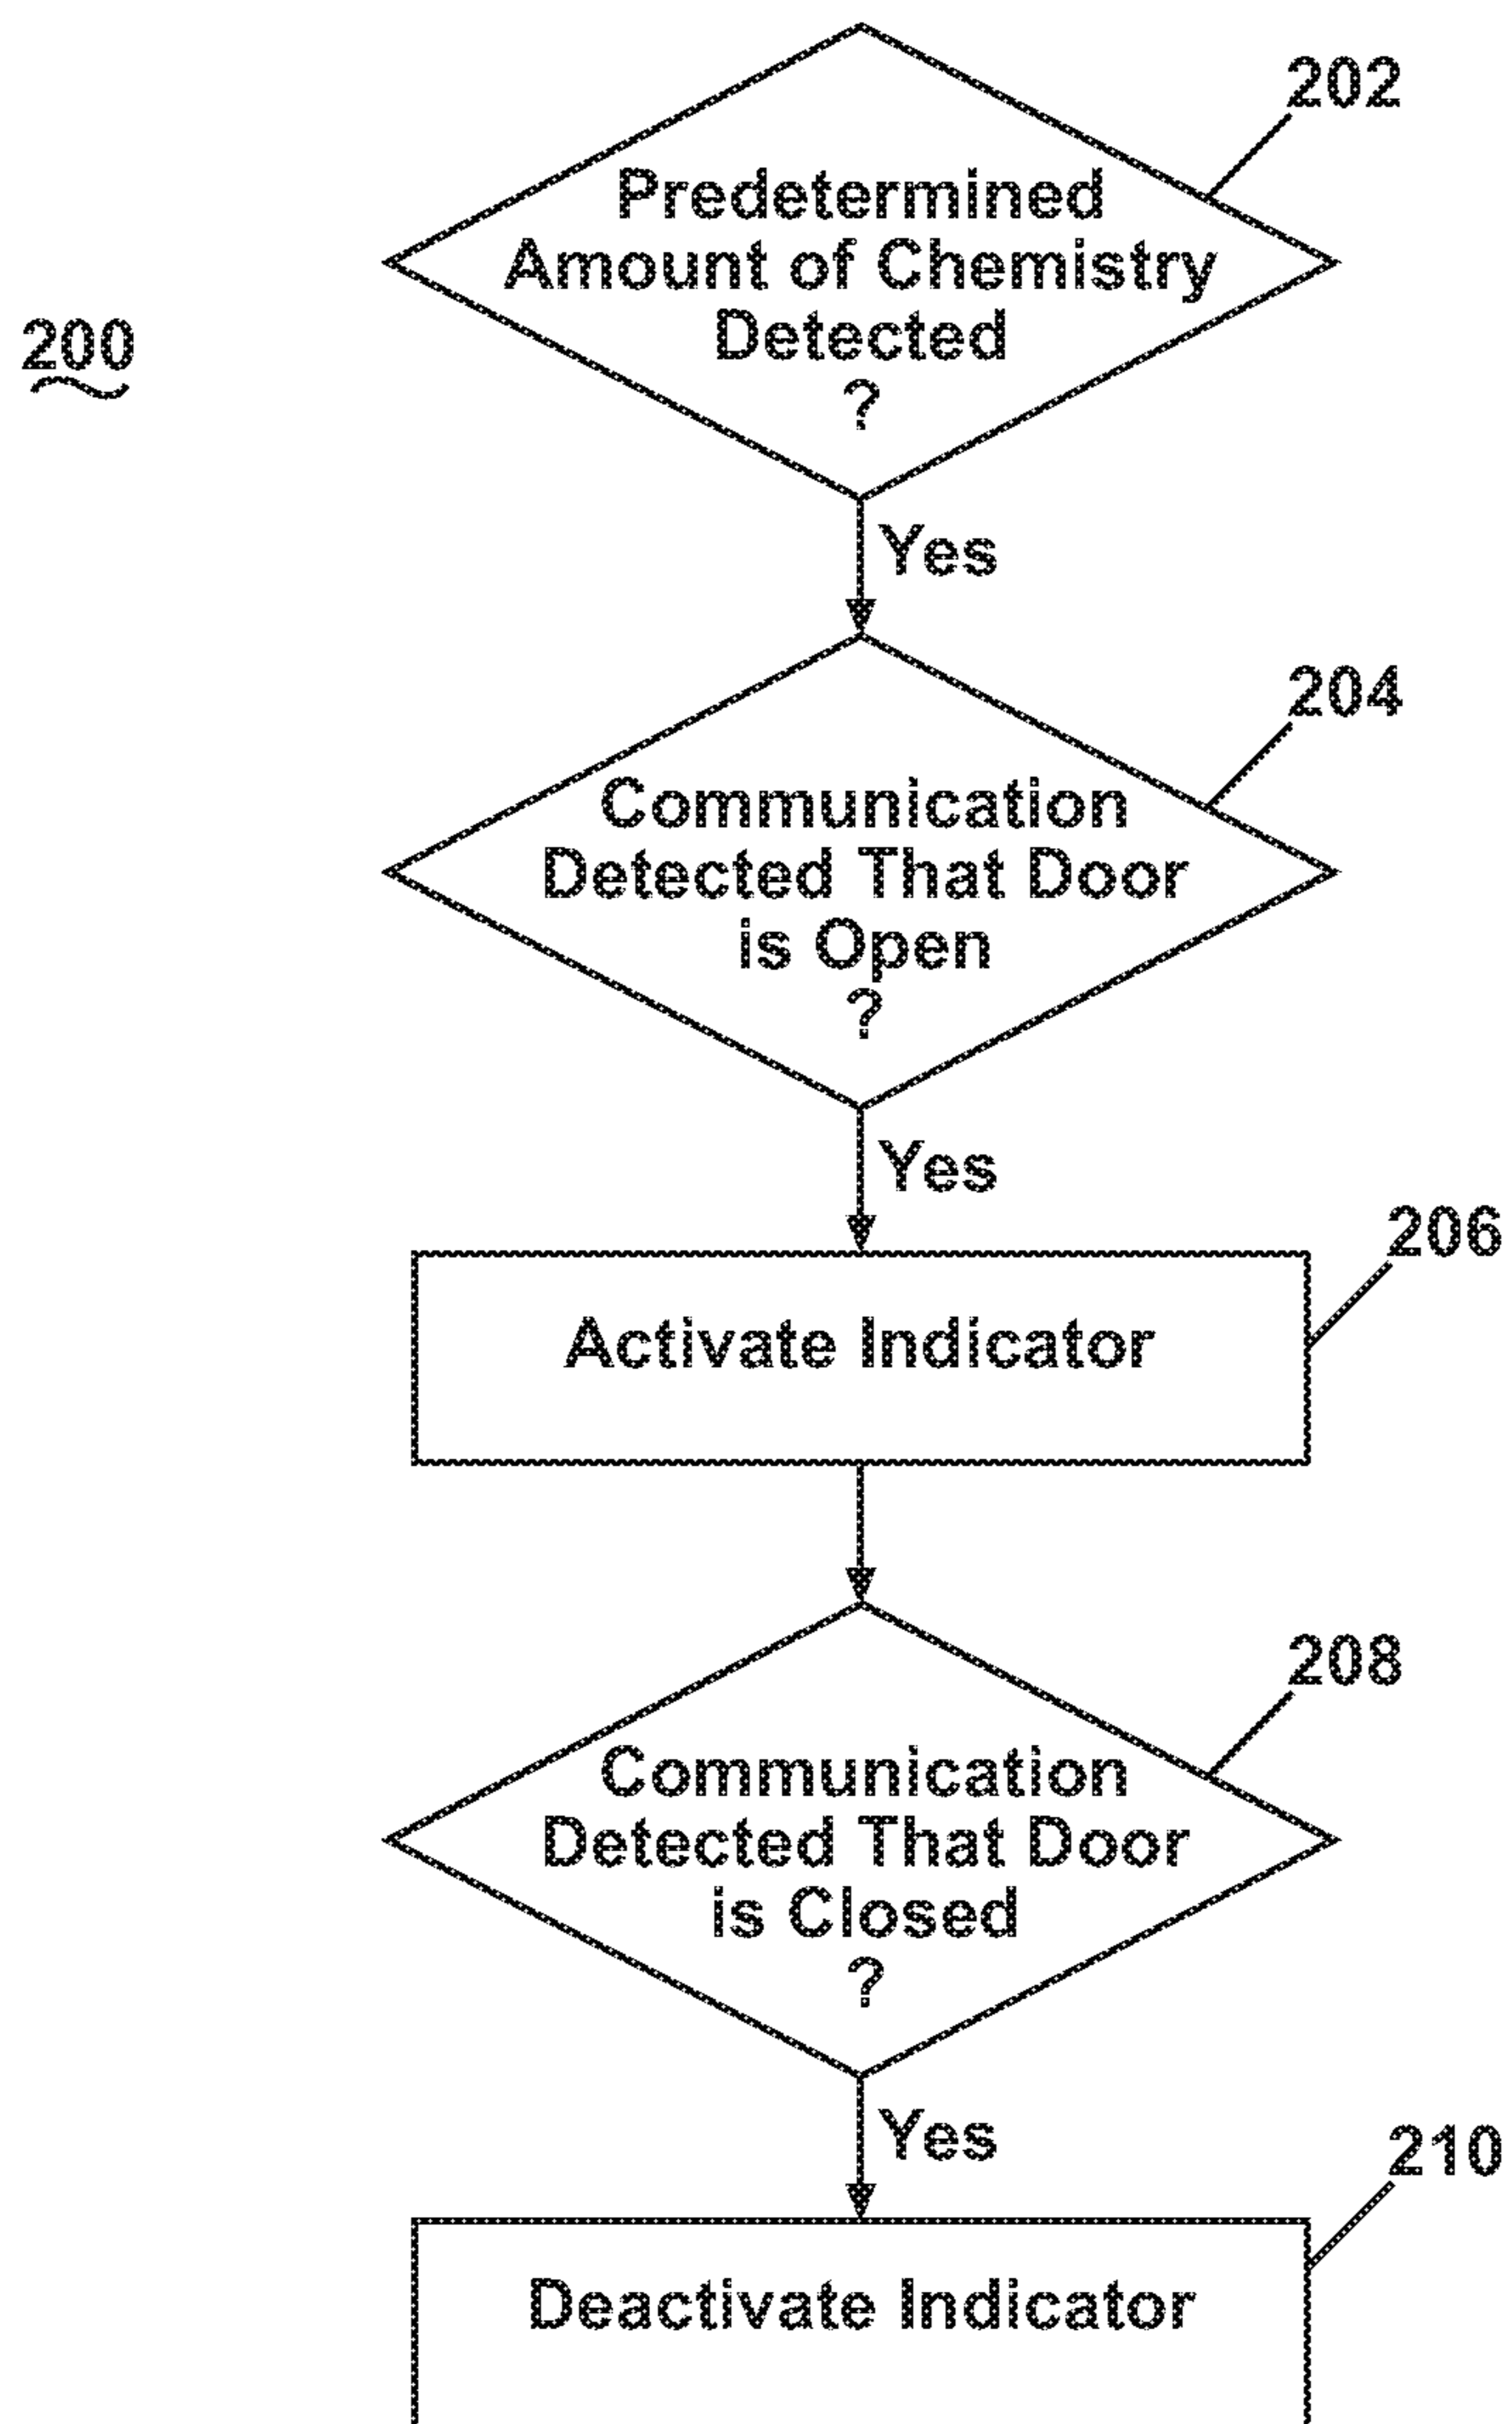 202
Predetermined
Amount of Chemistry
Detected
?
200
Yes
204
Communication
Detected That Door
is Open
?
Yes
206
Activate Indicator
208
Communication
Detected That Door
is Closed
?
Yes
210
Deactivate Indicator